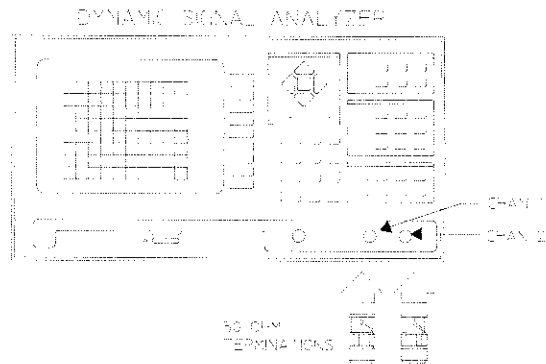 DYNAMIC SIGNAL ANALYZER
CHAN 1
CHAN 2
50 OHM
TERMINATIONS